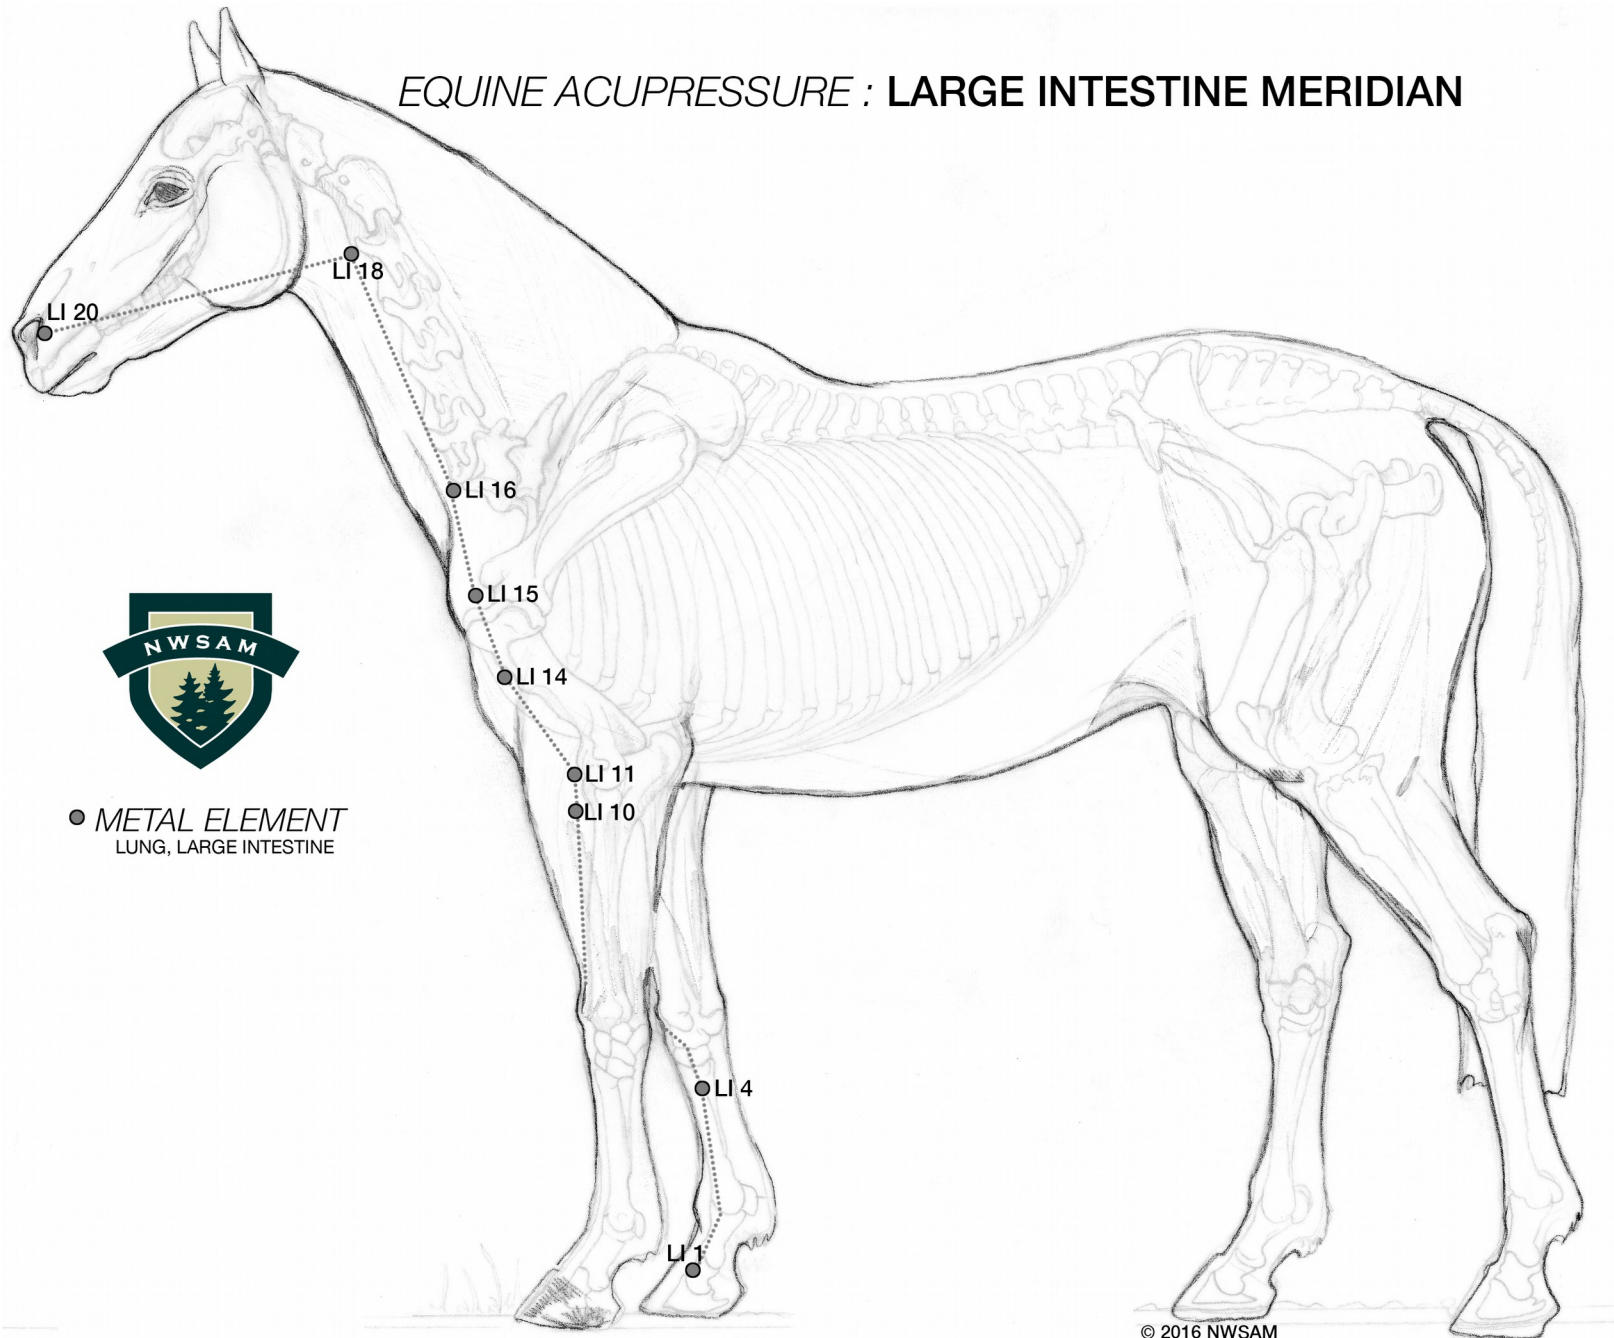 EQUINE ACUPRESSURE : LARGE INTESTINE MERIDIAN
LI 18
LI 20
LI 16
LI 15
NWSAM
LI 14
LI 11
LI 10
METAL ELEMENT
LUNG, LARGE INTESTINE
LI 4
LI 1
© 2016 NWSAM